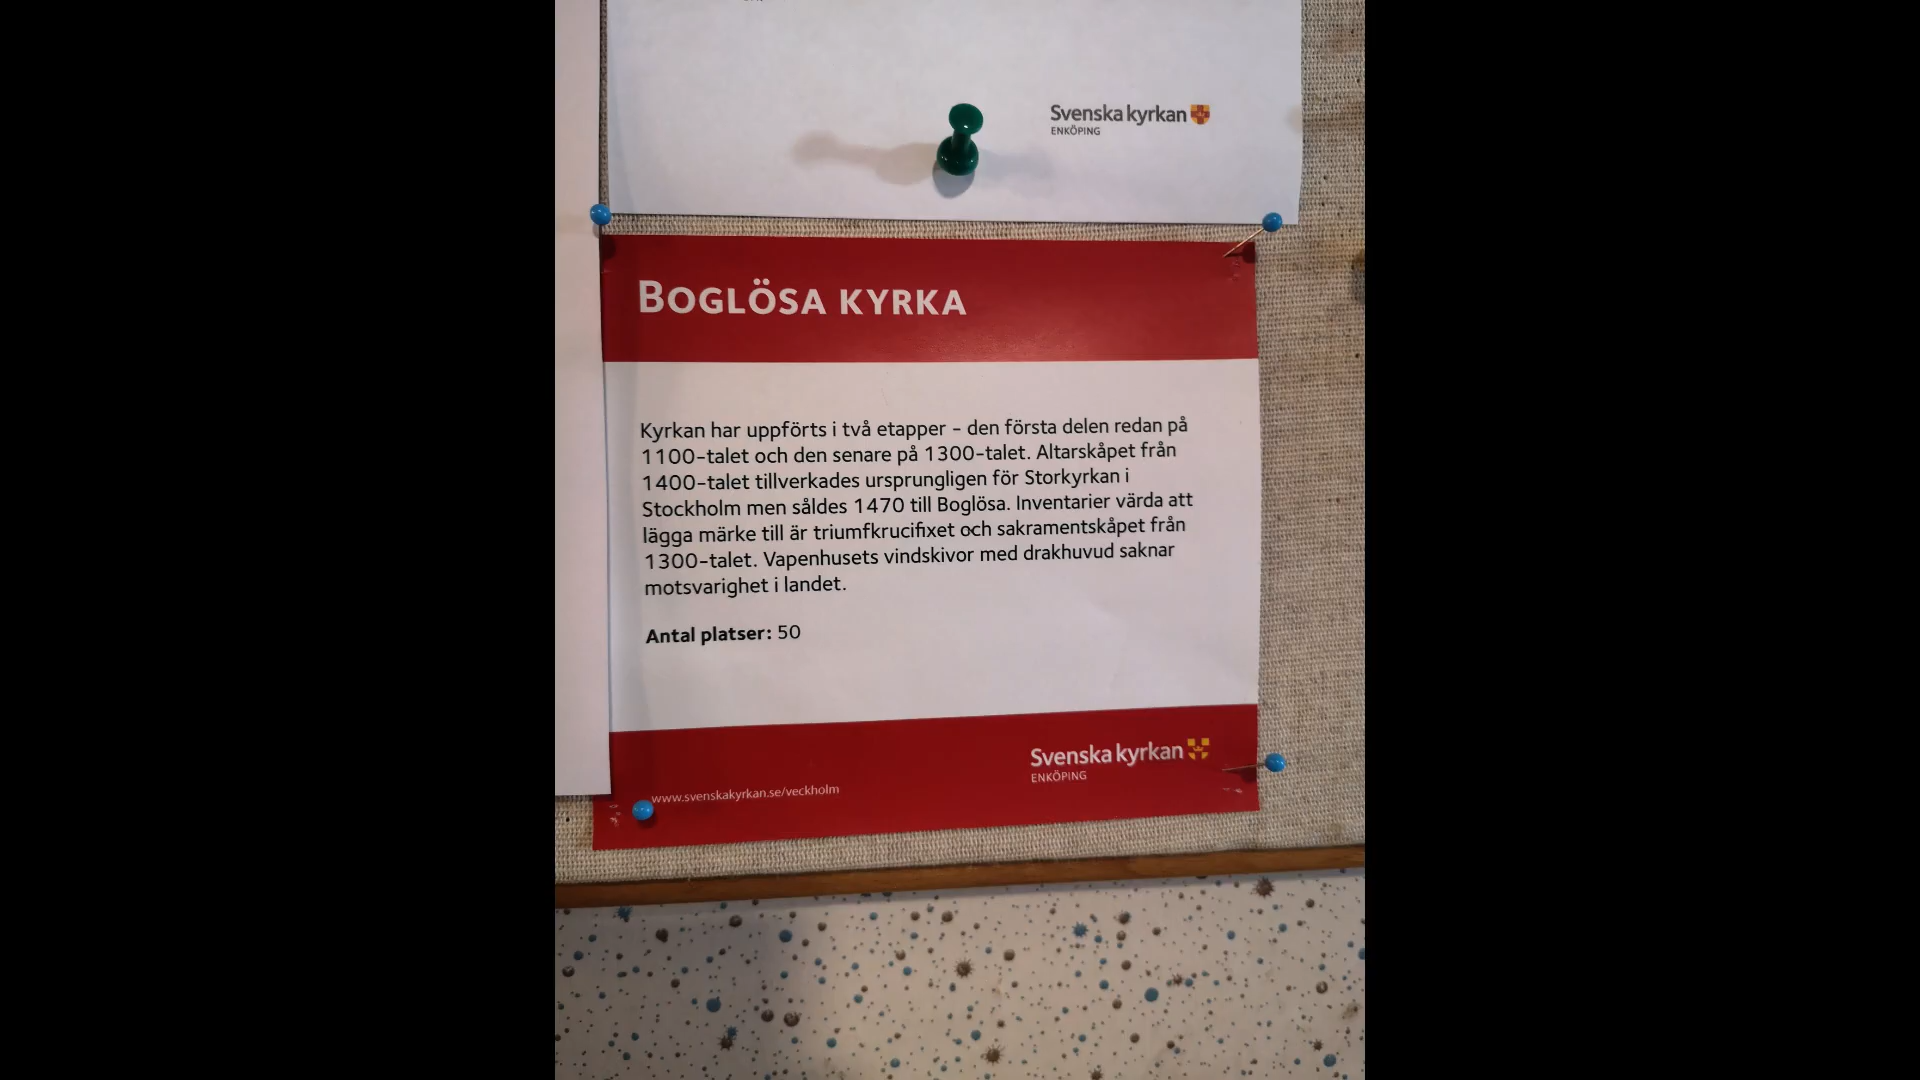 Svenska kyrkan
ENKÖPING
BOGLÖSA KYRKA
Kyrkan har uppförts i två etapper – den första delen redan på
1100-talet och den senare på 1300-talet. Altarskåpet från
1400-talet tillverkades ursprungligen för Storkyrkan i
Stockholm men såldes 1470 till Boglösa. Inventarier värda att
lägga märke till är triumfkrucifixet och sakramentskåpet från
1300-talet. Vapenhusets vindskivor med drakhuvud saknar
motsvarighet i landet.
Antal platser: 50
Svenska kyrkan
ENKÖPING
www.svenskakyrkan.se/veckholm